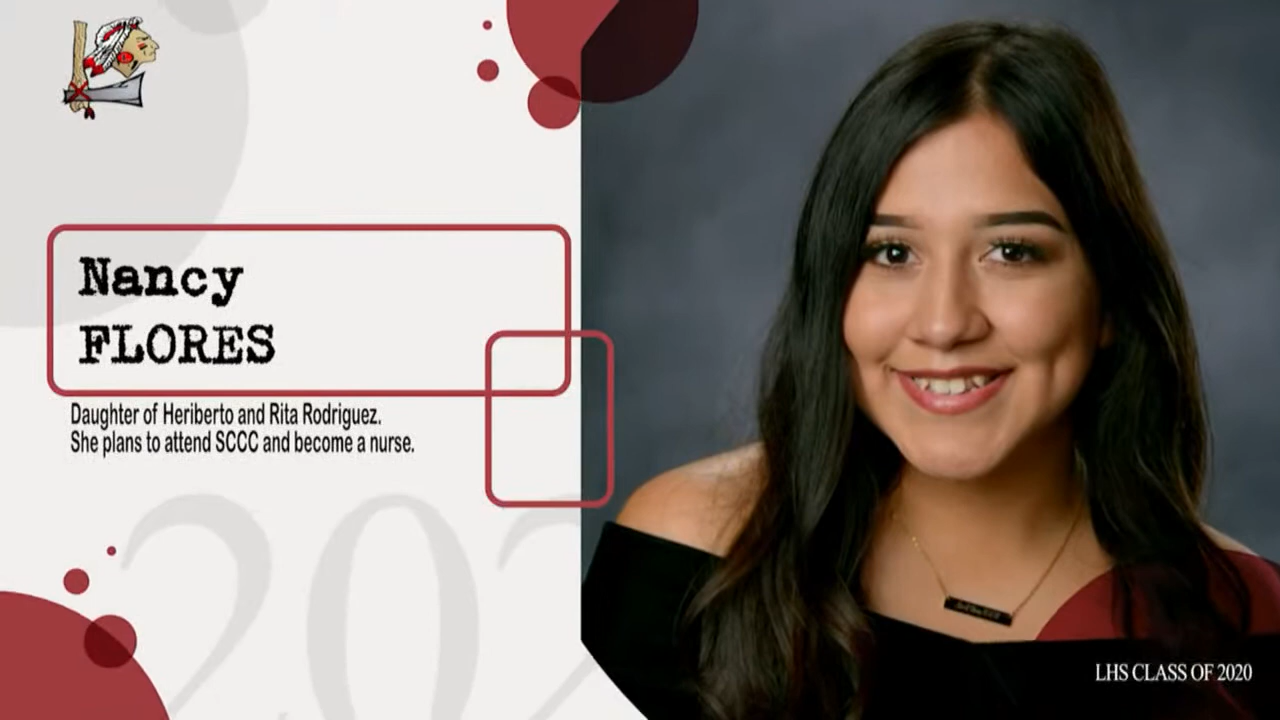 Nancy
FLORES
Daughter of Heriberto and Rita Rodriguez.
She plans to attend SCCC and become a nurse.
202
LHS CLASS OF 2020